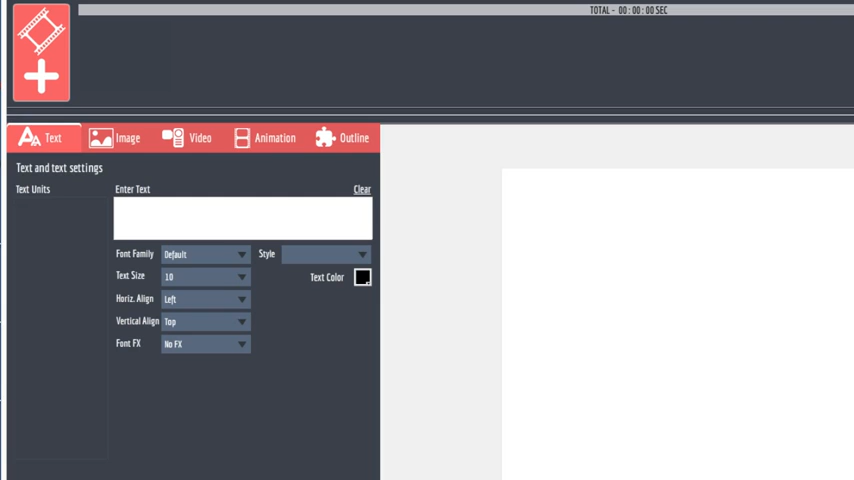 TOTAL - 00 : 00 : 00 SEC
Text Image Video Animation Outline
Text and text settings
Text Units Enter Text Clear
Font Family Default Style
Text Size 10 Text Color
Horiz. Align Left
Vertical Align Top
Font FX No FX